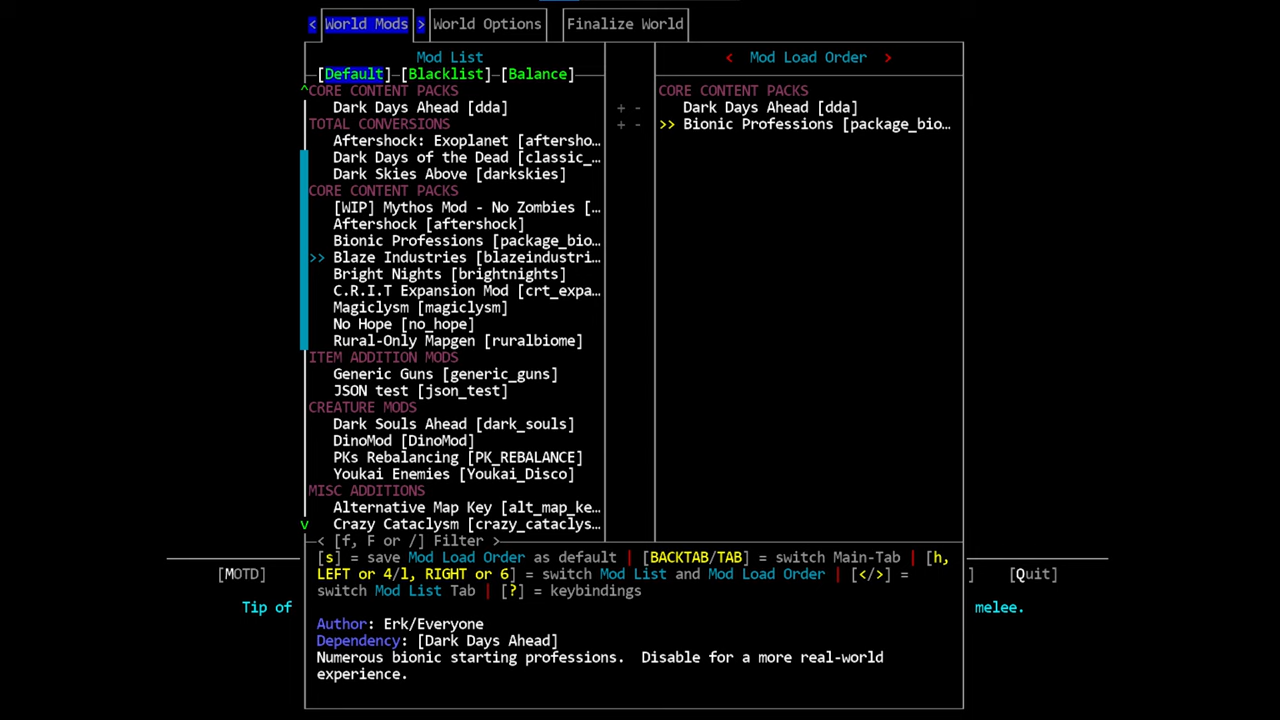 < World Mods > World Options Finalize World
Mod List
[Default] [Blacklist] [Balance]
^CORE CONTENT PACKS
Dark Days Ahead [dda]
TOTAL CONVERSIONS
Aftershock: Exoplanet [aftersho…
Dark Days of the Dead [classic_…
Dark Skies Above [darkskies]
CORE CONTENT PACKS
[WIP] Mythos Mod - No Zombies […
Aftershock [aftershock]
Bionic Professions [package_bio…
>> Blaze Industries [blazeindustri…
Bright Nights [brightnights]
C.R.I.T Expansion Mod [crt_expa…
Magiclysm [magiclysm]
No Hope [no_hope]
Rural-Only Mapgen [ruralbiome]
ITEM ADDITION MODS
Generic Guns [generic_guns]
JSON test [json_test]
CREATURE MODS
Dark Souls Ahead [dark_souls]
DinoMod [DinoMod]
PKs Rebalancing [PK_REBALANCE]
Youkai Enemies [Youkai_Disco]
MISC ADDITIONS
Alternative Map Key [alt_map_ke…
v Crazy Cataclysm [crazy_cataclys…
< [f, F or /] Filter >
+ -
+ -
< Mod Load Order >
CORE CONTENT PACKS
Dark Days Ahead [dda]
>> Bionic Professions [package_bio…
[s] = save Mod Load Order as default | [BACKTAB/TAB] = switch Main-Tab | [h,
LEFT or 4/l, RIGHT or 6] = switch Mod List and Mod Load Order | [</>] =
switch Mod List Tab | [?] = keybindings
Author: Erk/Everyone
Dependency: [Dark Days Ahead]
Numerous bionic starting professions.  Disable for a more real-world
experience.
[MOTD] ] [Quit]
Tip of melee.